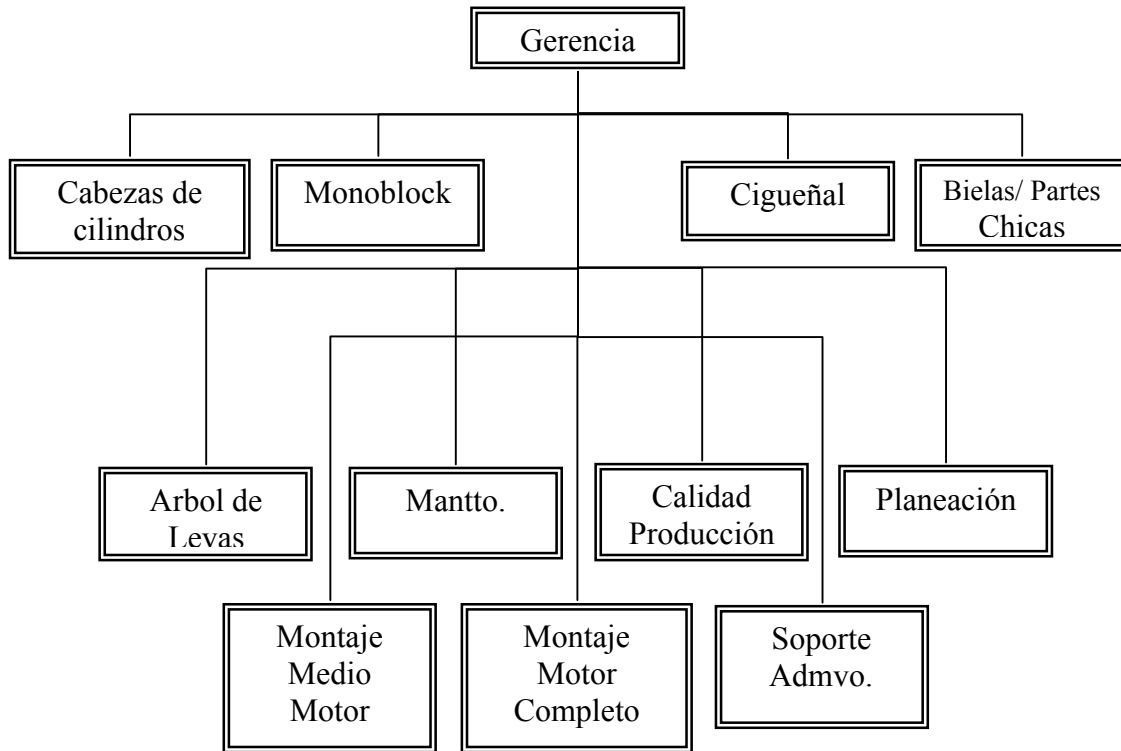 Gerencia
Cabezas de
cilindros
Monoblock
Cigueñal
Bielas/ Partes
Chicas
Arbol de
Levas
Mantto.
Calidad
Producción
Planeación
Montaje
Medio
Motor
Montaje
Motor
Completo
Soporte
Admvo.